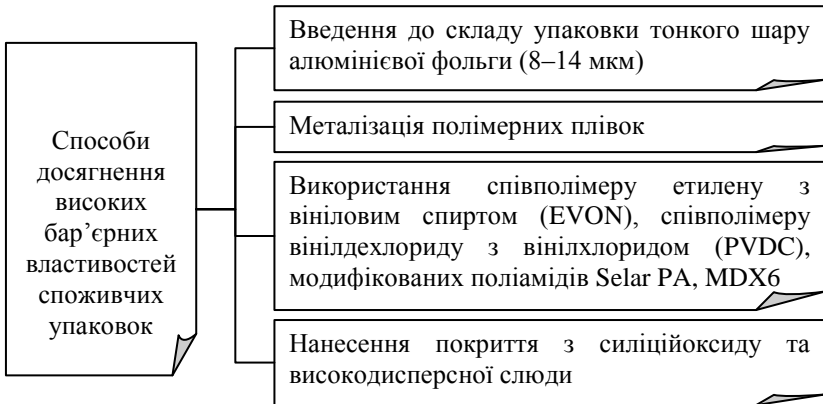 Способи
досягнення
високих
бар’єрних
властивостей
споживчих
упаковок
Введення до складу упаковки тонкого шару
алюмінієвої фольги (8–14 мкм)
Металізація полімерних плівок
Використання співполімеру етилену з
вініловим спиртом (EVON), співполімеру
вінілдехлориду з вінілхлоридом (PVDC),
модифікованих поліамідів Selar PA, MDX6
Нанесення покриття з силіційоксиду та
високодисперсної слюди